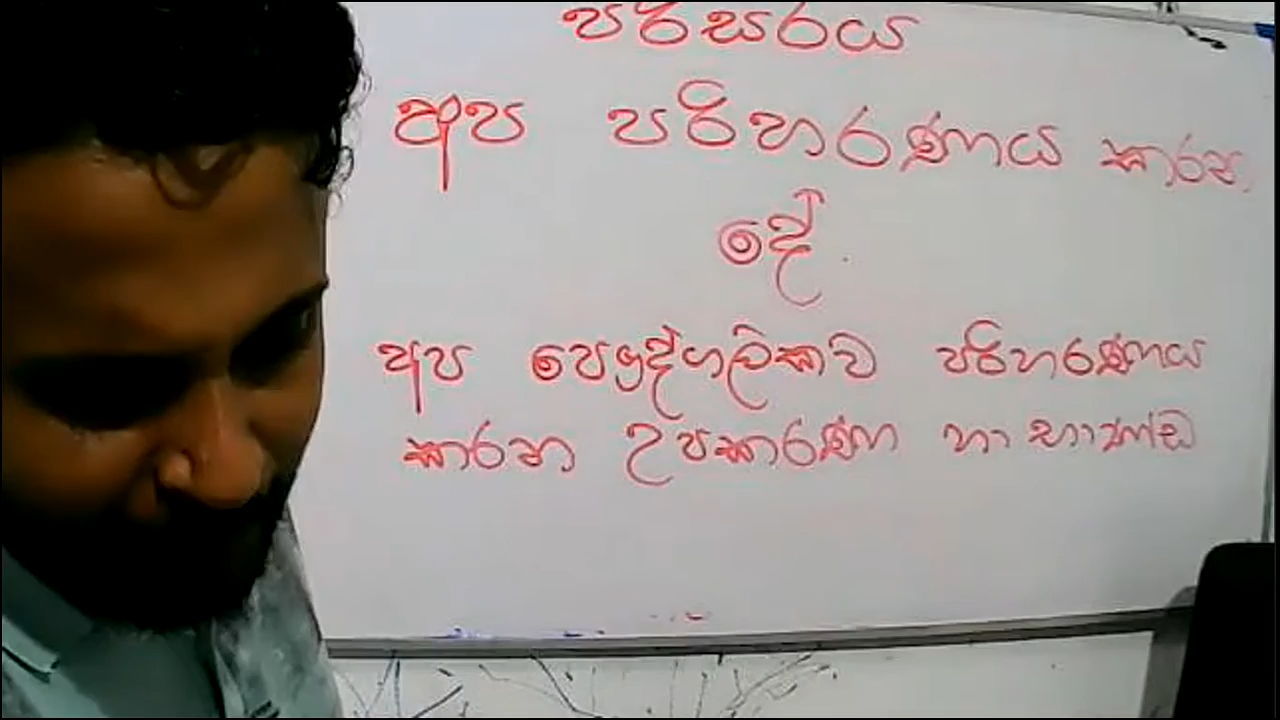 පරිසරය
අප පරිහරණය කරන
දේ
අප පෞද්ගලිකව පරිහරණය
කරන උපකරණ හා භාණ්ඩ